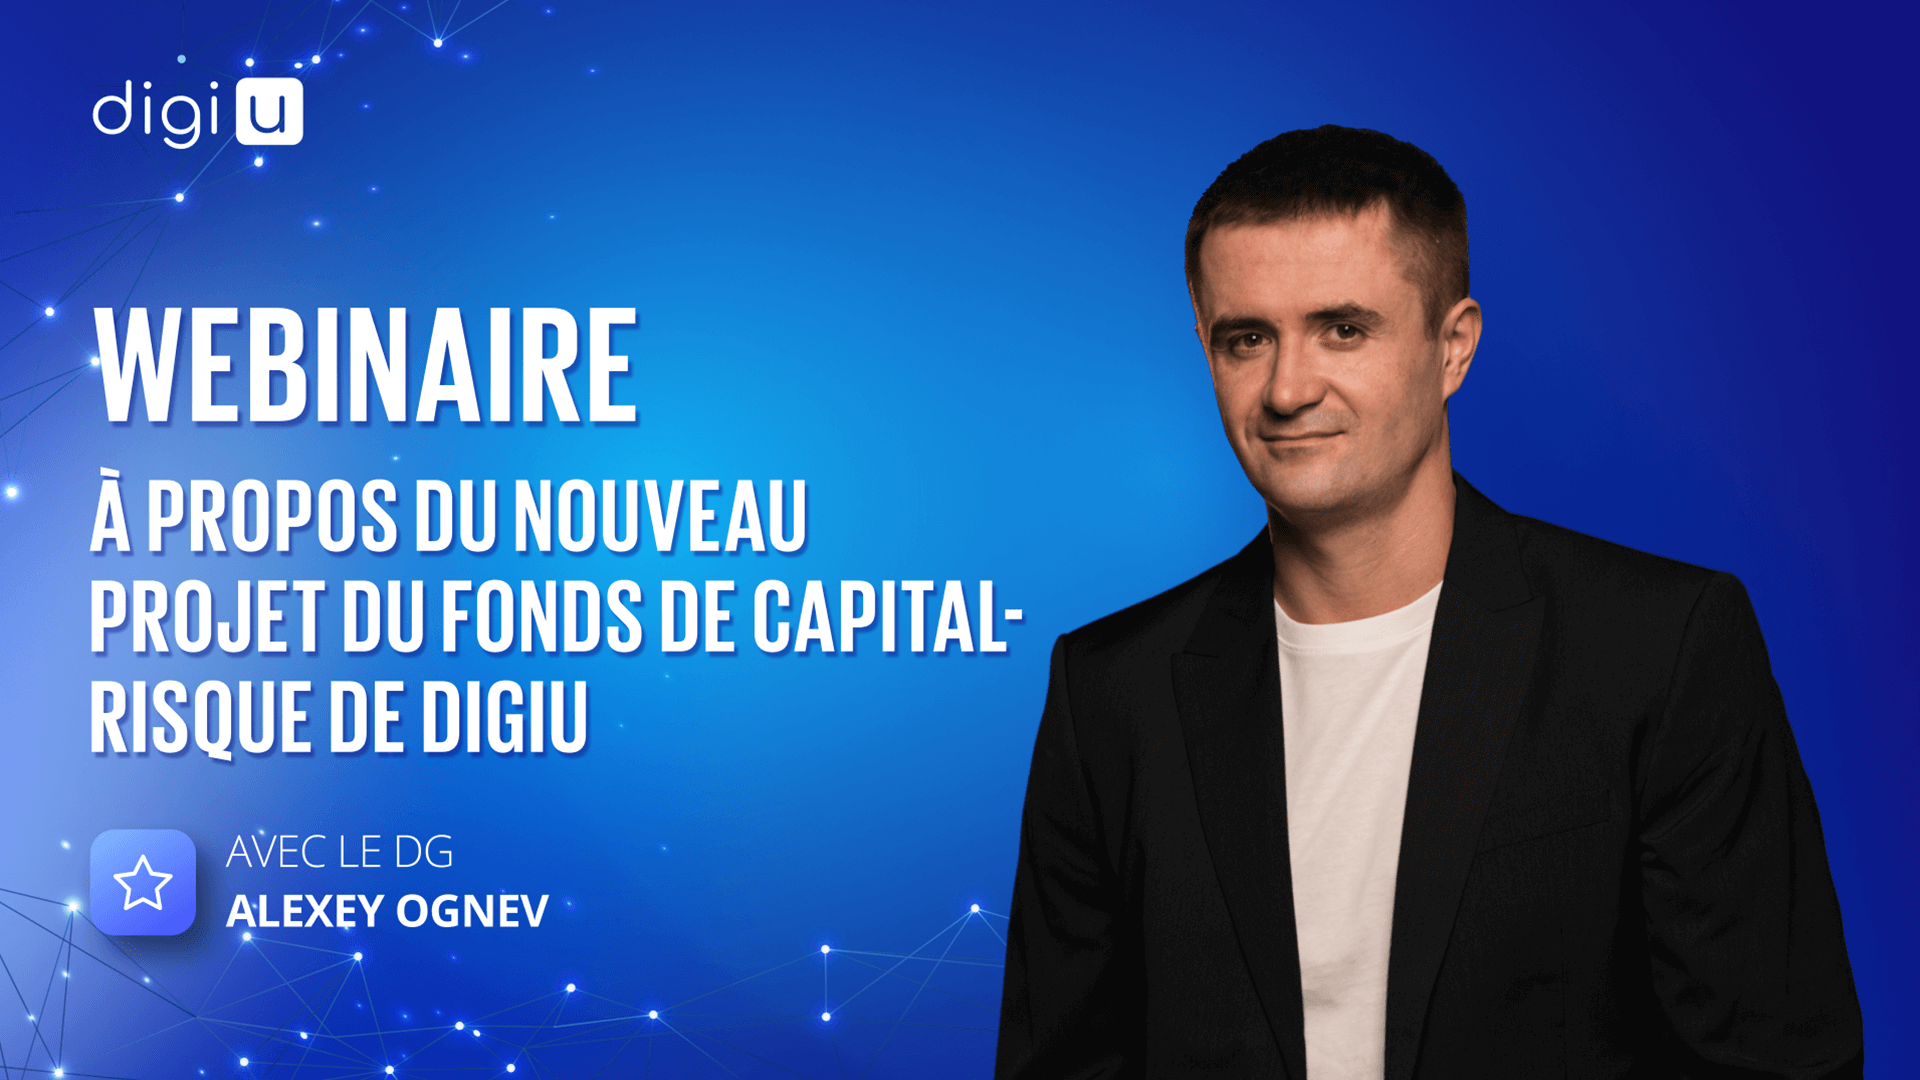 digi u
WEBINAIRE
À PROPOS DU NOUVEAU
PROJET DU FONDS DE CAPITAL-
RISQUE DE DIGIU
AVEC LE DG
ALEXEY OGNEV